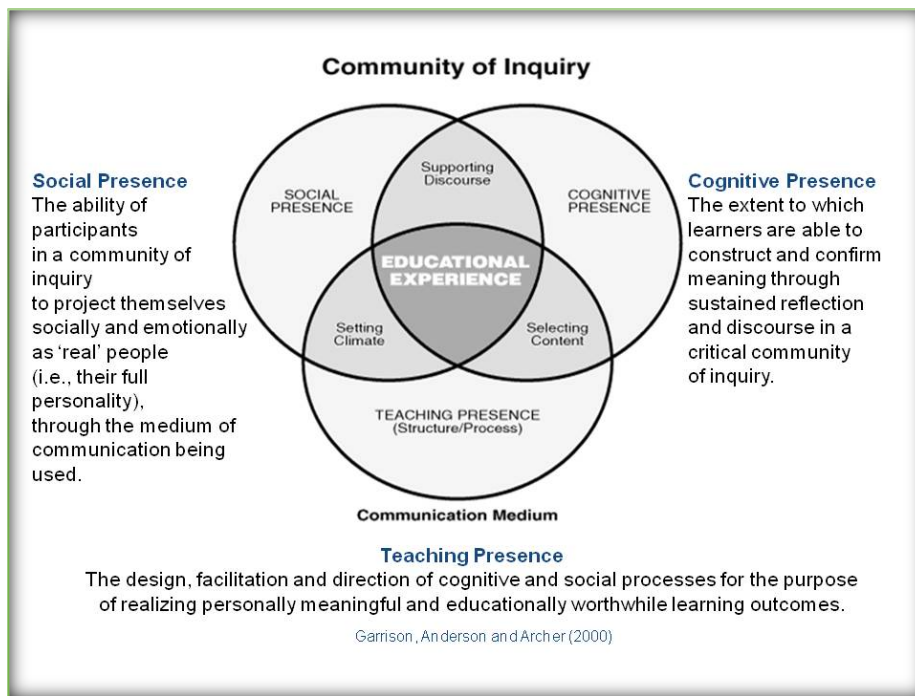 Community of Inquiry
Social Presence
The ability of
participants
in a community of
inquiry
to project themselves
socially and emotionally
as ‘real’ people
(i.e., their full
personality),
through the medium of
communication being
used.
SOCIAL
PRESENCE
Supporting
Discourse
COGNITIVE
PRESENCE
EDUCATIONAL
EXPERIENCE
Setting
Climate
Selecting
Content
TEACHING PRESENCE
(Structure/Process)
Communication Medium
Cognitive Presence
The extent to which
learners are able to
construct and confirm
meaning through
sustained reflection
and discourse in a
critical community
of inquiry.
Teaching Presence
The design, facilitation and direction of cognitive and social processes for the purpose
of realizing personally meaningful and educationally worthwhile learning outcomes.
Garrison, Anderson and Archer (2000)